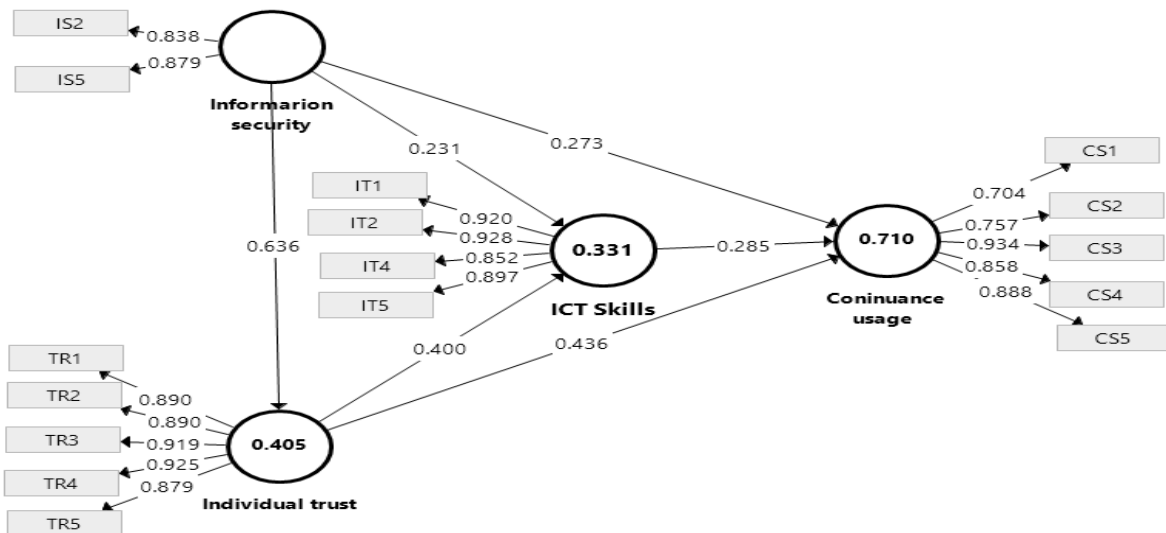 IS2
0.838
IS5
0.879
Informarion
security
0.231
0.273
0.636
IT1
0.920
IT2
0.928
IT4
0.852
IT5
0.897
0.331
ICT Skills
0.285
0.710
Coninuance
usage
CS1
0.704
CS2
0.757
CS3
0.934
CS4
0.858
CS5
0.888
0.400
0.436
TR1
0.890
TR2
0.890
TR3
0.919
TR4
0.925
TR5
0.879
0.405
Individual trust